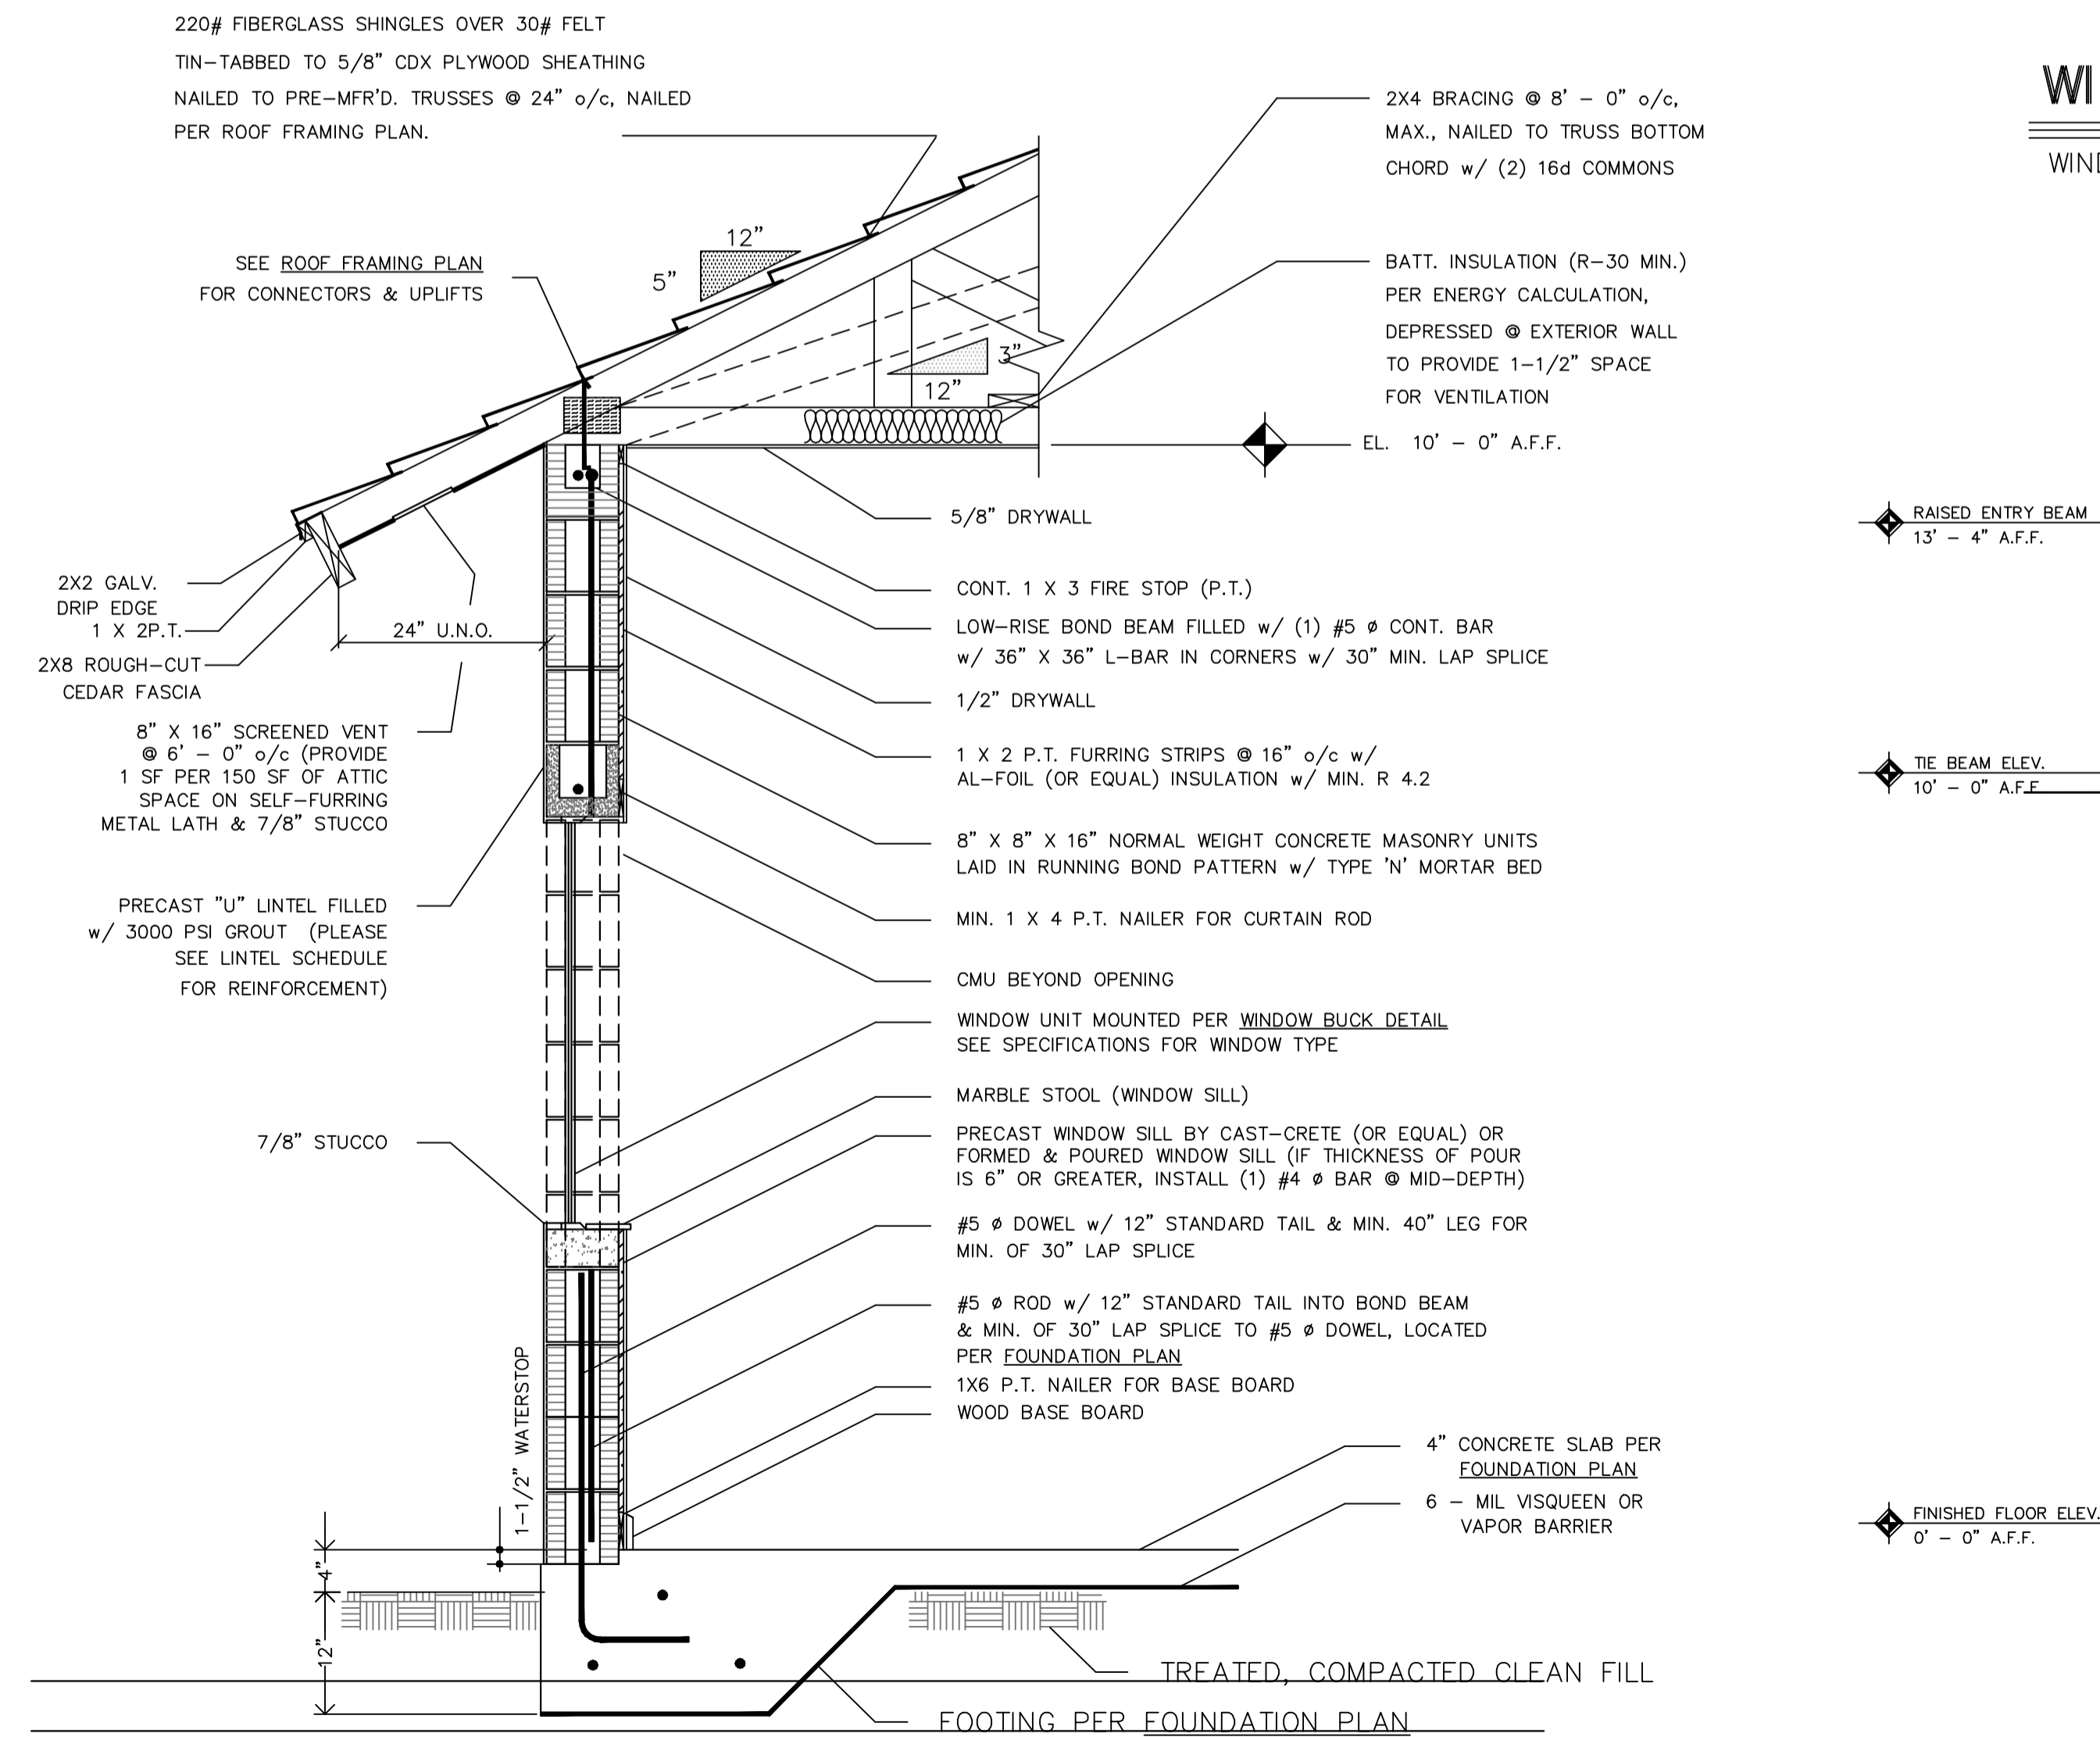 220# FIBERGLASS SHINGLES OVER 30# FELT
TIN-TABBED TO 5/8" CDX PLYWOOD SHEATHING
NAILED TO PRE-MFR'D. TRUSSES @ 24" o/c, NAILED
PER ROOF FRAMING PLAN.
2X4 BRACING @ 8' - 0" o/c,
MAX., NAILED TO TRUSS BOTTOM
CHORD w/ (2) 16d COMMONS
WI
WIN
SEE ROOF FRAMING PLAN
FOR CONNECTORS & UPLIFTS
12"
5"
3"
12"
BATT. INSULATION (R-30 MIN.)
PER ENERGY CALCULATION,
DEPRESSED @ EXTERIOR WALL
TO PROVIDE 1-1/2" SPACE
FOR VENTILATION
EL. 10' - 0" A.F.F.
5/8" DRYWALL
RAISED ENTRY BEAM
13' - 4" A.F.F.
2X2 GALV.
DRIP EDGE
1 X 2P.T.
2X8 ROUGH-CUT
CEDAR FASCIA
24" U.N.O.
CONT. 1 X 3 FIRE STOP (P.T.)
LOW-RISE BOND BEAM FILLED w/ (1) #5 ø CONT. BAR
w/ 36" X 36" L-BAR IN CORNERS w/ 30" MIN. LAP SPLICE
1/2" DRYWALL
8" X 16" SCREENED VENT
@ 6' - 0" o/c (PROVIDE
1 SF PER 150 SF OF ATTIC
SPACE ON SELF-FURRING
METAL LATH & 7/8" STUCCO
1 X 2 P.T. FURRING STRIPS @ 16" o/c w/
AL-FOIL (OR EQUAL) INSULATION w/ MIN. R 4.2
TIE BEAM ELEV.
10' - 0" A.F.F.
8" X 8" X 16" NORMAL WEIGHT CONCRETE MASONRY UNITS
LAID IN RUNNING BOND PATTERN w/ TYPE 'N' MORTAR BED
PRECAST "U" LINTEL FILLED
w/ 3000 PSI GROUT (PLEASE
SEE LINTEL SCHEDULE
FOR REINFORCEMENT)
MIN. 1 X 4 P.T. NAILER FOR CURTAIN ROD
CMU BEYOND OPENING
WINDOW UNIT MOUNTED PER WINDOW BUCK DETAIL
SEE SPECIFICATIONS FOR WINDOW TYPE
MARBLE STOOL (WINDOW SILL)
7/8" STUCCO
PRECAST WINDOW SILL BY CAST-CRETE (OR EQUAL) OR
FORMED & POURED WINDOW SILL (IF THICKNESS OF POUR
IS 6" OR GREATER, INSTALL (1) #4 ø BAR @ MID-DEPTH)
#5 ø DOWEL w/ 12" STANDARD TAIL & MIN. 40" LEG FOR
MIN. OF 30" LAP SPLICE
#5 ø ROD w/ 12" STANDARD TAIL INTO BOND BEAM
& MIN. OF 30" LAP SPLICE TO #5 ø DOWEL, LOCATED
PER FOUNDATION PLAN
1X6 P.T. NAILER FOR BASE BOARD
WOOD BASE BOARD
1-1/2" WATERSTOP
4" CONCRETE SLAB PER
FOUNDATION PLAN
6 - MIL VISQUEEN OR
VAPOR BARRIER
FINISHED FLOOR ELEV.
0' - 0" A.F.F.
4"
12"
TREATED, COMPACTED CLEAN FILL
FOOTING PER FOUNDATION PLAN